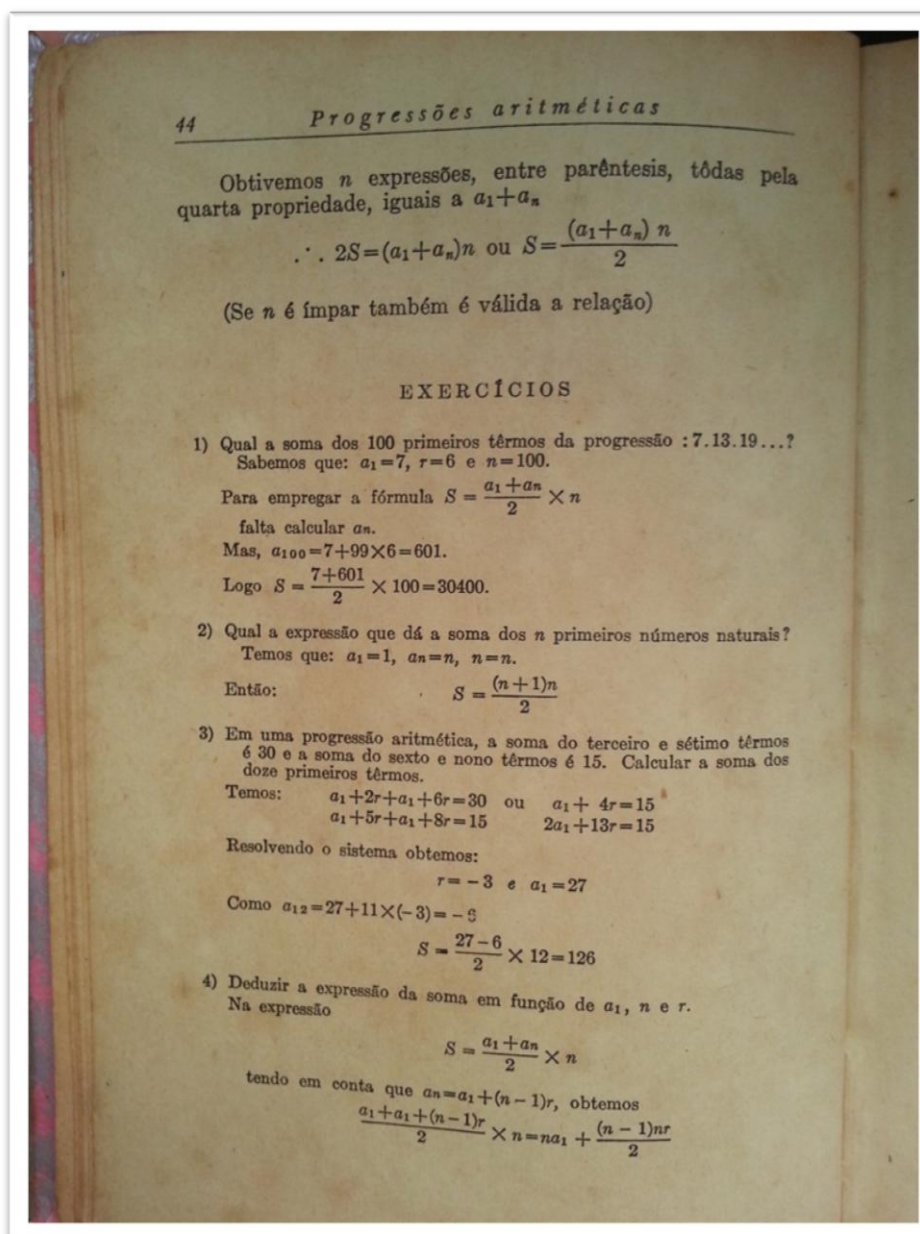 44 Progressões aritméticas
Obtivemos n expressões, entre parêntesis, tôdas pela
quarta propriedade, iguais a a₁+aₙ
∴ 2S=(a₁+aₙ)n ou S=(a₁+aₙ) n / 2
(Se n é ímpar também é válida a relação)
EXERCÍCIOS
1) Qual a soma dos 100 primeiros têrmos da progressão : 7.13.19...?
Sabemos que: a₁=7, r=6 e n=100.
Para empregar a fórmula S = a₁+aₙ / 2 × n
falta calcular aₙ.
Mas, a₁₀₀=7+99×6=601.
Logo S = 7+601 / 2 × 100=30400.
2) Qual a expressão que dá a soma dos n primeiros números naturais?
Temos que: a₁=1, aₙ=n, n=n.
Então: S = (n+1)n / 2
3) Em uma progressão aritmética, a soma do terceiro e sétimo têrmos
é 30 e a soma do sexto e nono têrmos é 15. Calcular a soma dos
doze primeiros têrmos.
Temos: a₁+2r+a₁+6r=30 ou a₁+ 4r=15
a₁+5r+a₁+8r=15 2a₁+13r=15
Resolvendo o sistema obtemos:
r= -3 e a₁=27
Como a₁₂=27+11×(-3)= -6
S = 27-6 / 2 × 12=126
4) Deduzir a expressão da soma em função de a₁, n e r.
Na expressão
S = a₁+aₙ / 2 × n
tendo em conta que aₙ=a₁+(n-1)r, obtemos
a₁+a₁+(n-1)r / 2 × n=na₁ + (n - 1)nr / 2